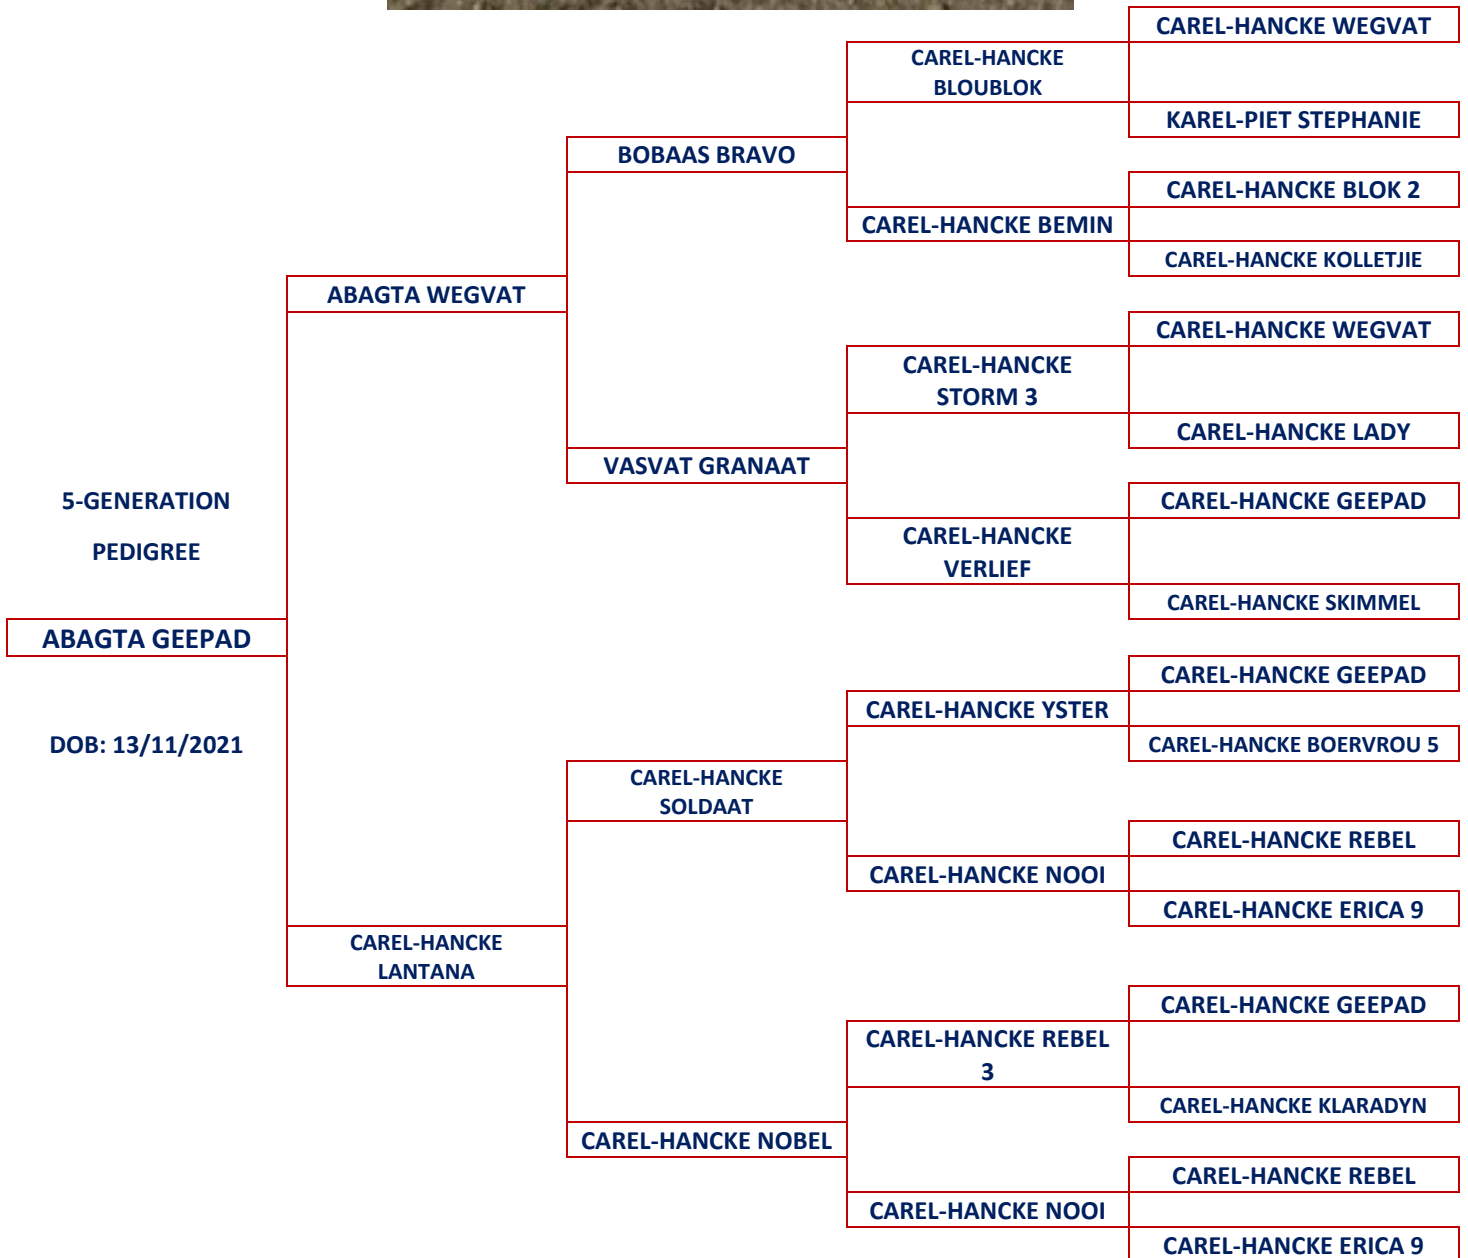 CAREL-HANCKE WEGVAT
CAREL-HANCKE
BLOUBLOK
KAREL-PIET STEPHANIE
BOBAAS BRAVO
CAREL-HANCKE BLOK 2
CAREL-HANCKE BEMIN
CAREL-HANCKE KOLLETJIE
ABAGTA WEGVAT
CAREL-HANCKE WEGVAT
CAREL-HANCKE
STORM 3
CAREL-HANCKE LADY
VASVAT GRANAAT
5-GENERATION
PEDIGREE
CAREL-HANCKE GEEPAD
CAREL-HANCKE
VERLIEF
CAREL-HANCKE SKIMMEL
ABAGTA GEEPAD
DOB: 13/11/2021
CAREL-HANCKE GEEPAD
CAREL-HANCKE YSTER
CAREL-HANCKE BOERVROU 5
CAREL-HANCKE
SOLDAAT
CAREL-HANCKE REBEL
CAREL-HANCKE NOOI
CAREL-HANCKE ERICA 9
CAREL-HANCKE
LANTANA
CAREL-HANCKE GEEPAD
CAREL-HANCKE REBEL
3
CAREL-HANCKE KLARADYN
CAREL-HANCKE NOBEL
CAREL-HANCKE REBEL
CAREL-HANCKE NOOI
CAREL-HANCKE ERICA 9